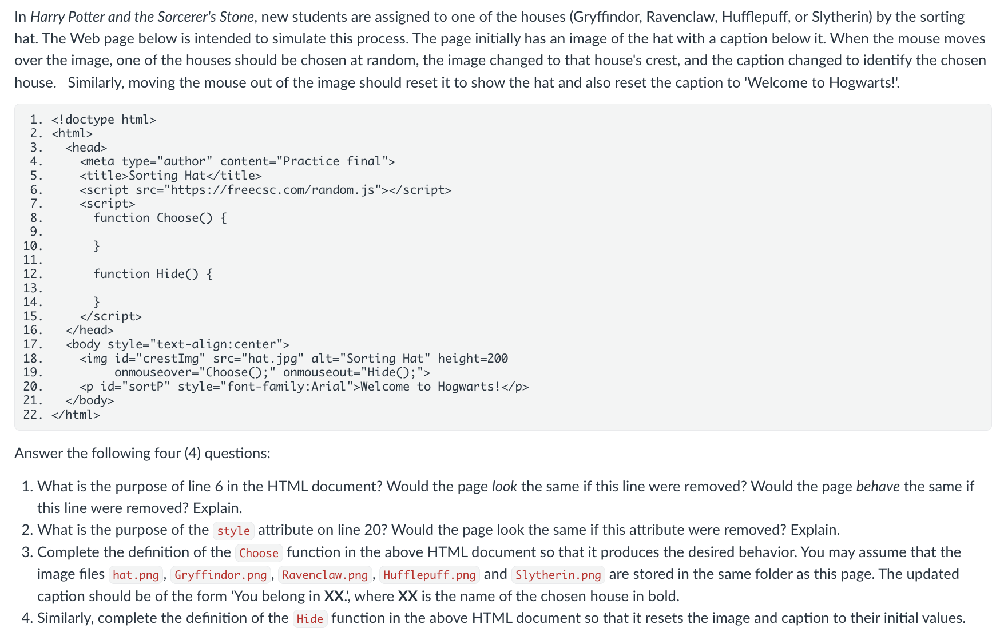 In Harry Potter and the Sorcerer's Stone, new students are assigned to one of the houses (Gryffindor, Ravenclaw, Hufflepuff, or Slytherin) by the sorting
hat. The Web page below is intended to simulate this process. The page initially has an image of the hat with a caption below it. When the mouse moves
over the image, one of the houses should be chosen at random, the image changed to that house's crest, and the caption changed to identify the chosen
house.   Similarly, moving the mouse out of the image should reset it to show the hat and also reset the caption to 'Welcome to Hogwarts!'.
1. <!doctype html>
2. <html>
3.   <head>
4.     <meta type="author" content="Practice final">
5.     <title>Sorting Hat</title>
6.     <script src="https://freecsc.com/random.js"></script>
7.     <script>
8.       function Choose() {
9.
10.       }
11.
12.       function Hide() {
13.
14.       }
15.     </script>
16.   </head>
17.   <body style="text-align:center">
18.     <img id="crestImg" src="hat.jpg" alt="Sorting Hat" height=200
19.          onmouseover="Choose();" onmouseout="Hide();">
20.     <p id="sortP" style="font-family:Arial">Welcome to Hogwarts!</p>
21.   </body>
22. </html>
Answer the following four (4) questions:
1. What is the purpose of line 6 in the HTML document? Would the page look the same if this line were removed? Would the page behave the same if
this line were removed? Explain.
2. What is the purpose of the style attribute on line 20? Would the page look the same if this attribute were removed? Explain.
3. Complete the definition of the Choose function in the above HTML document so that it produces the desired behavior. You may assume that the
image files hat.png, Gryffindor.png, Ravenclaw.png, Hufflepuff.png and Slytherin.png are stored in the same folder as this page. The updated
caption should be of the form 'You belong in XX.', where XX is the name of the chosen house in bold.
4. Similarly, complete the definition of the Hide function in the above HTML document so that it resets the image and caption to their initial values.